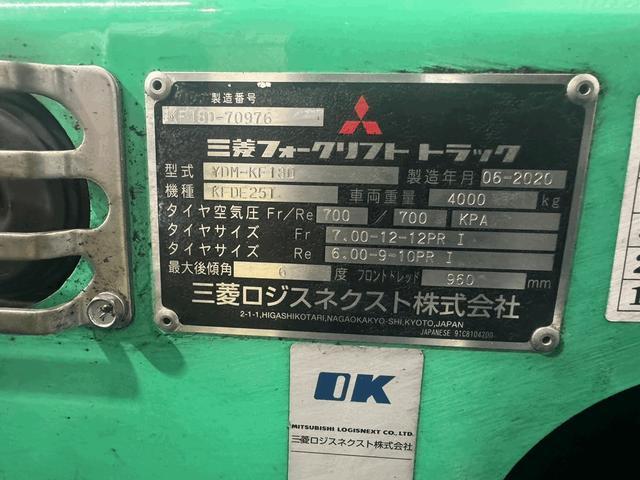 製造番号
KF18D-70976
三菱フォークリフト トラック
型式 YDM-KF18D 製造年月 06-2020
機種 KFDE25T 車両重量 4000 kg
タイヤ空気圧 Fr/Re 700 / 700 KPA
タイヤサイズ Fr 7.00-12-12PR I
タイヤサイズ Re 6.00-9-10PR I
最大後傾角 6 度 フロントトレッド 960 mm
三菱ロジスネクスト株式会社
2-1-1,HIGASHIKOTARI,NAGAOKAKYO-SHI,KYOTO,JAPAN
JAPANESE 91C8104200
OK
MITSUBISHI LOGISNEXT CO., LTD.
三菱ロジスネクスト株式会社